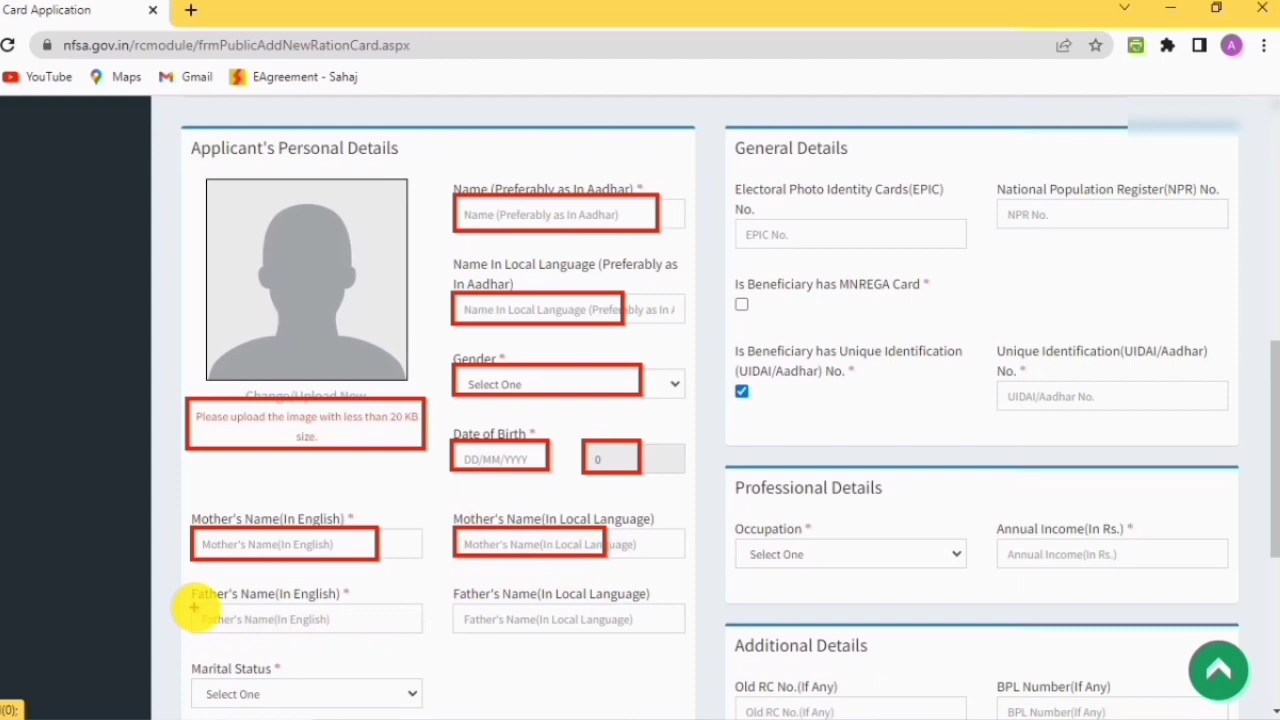 Card Application
nfsa.gov.in/rcmodule/frmPublicAddNewRationCard.aspx
A
YouTube
Maps
Gmail
EAgreement - Sahaj
Applicant's Personal Details
Change/Upload New
Please upload the image with less than 20 KB
size.
Name (Preferably as In Aadhar) *
Name (Preferably as In Aadhar)
Name In Local Language (Preferably as
In Aadhar)
Name In Local Language (Preferably as In A
Gender *
Select One
Date of Birth *
DD/MM/YYYY
0
Mother's Name(In English) *
Mother's Name(In English)
Mother's Name(In Local Language)
Mother's Name(In Local Language)
Father's Name(In English) *
Father's Name(In English)
Father's Name(In Local Language)
Father's Name(In Local Language)
Marital Status *
Select One
General Details
Electoral Photo Identity Cards(EPIC)
No.
EPIC No.
National Population Register(NPR) No.
NPR No.
Is Beneficiary has MNREGA Card *
Is Beneficiary has Unique Identification
(UIDAI/Aadhar) No. *
Unique Identification(UIDAI/Aadhar)
No. *
UIDAI/Aadhar No.
Professional Details
Occupation *
Select One
Annual Income(In Rs.) *
Annual Income(In Rs.)
Additional Details
Old RC No.(If Any)
Old RC No.(If Any)
BPL Number(If Any)
BPL Number(If Any)
(0);